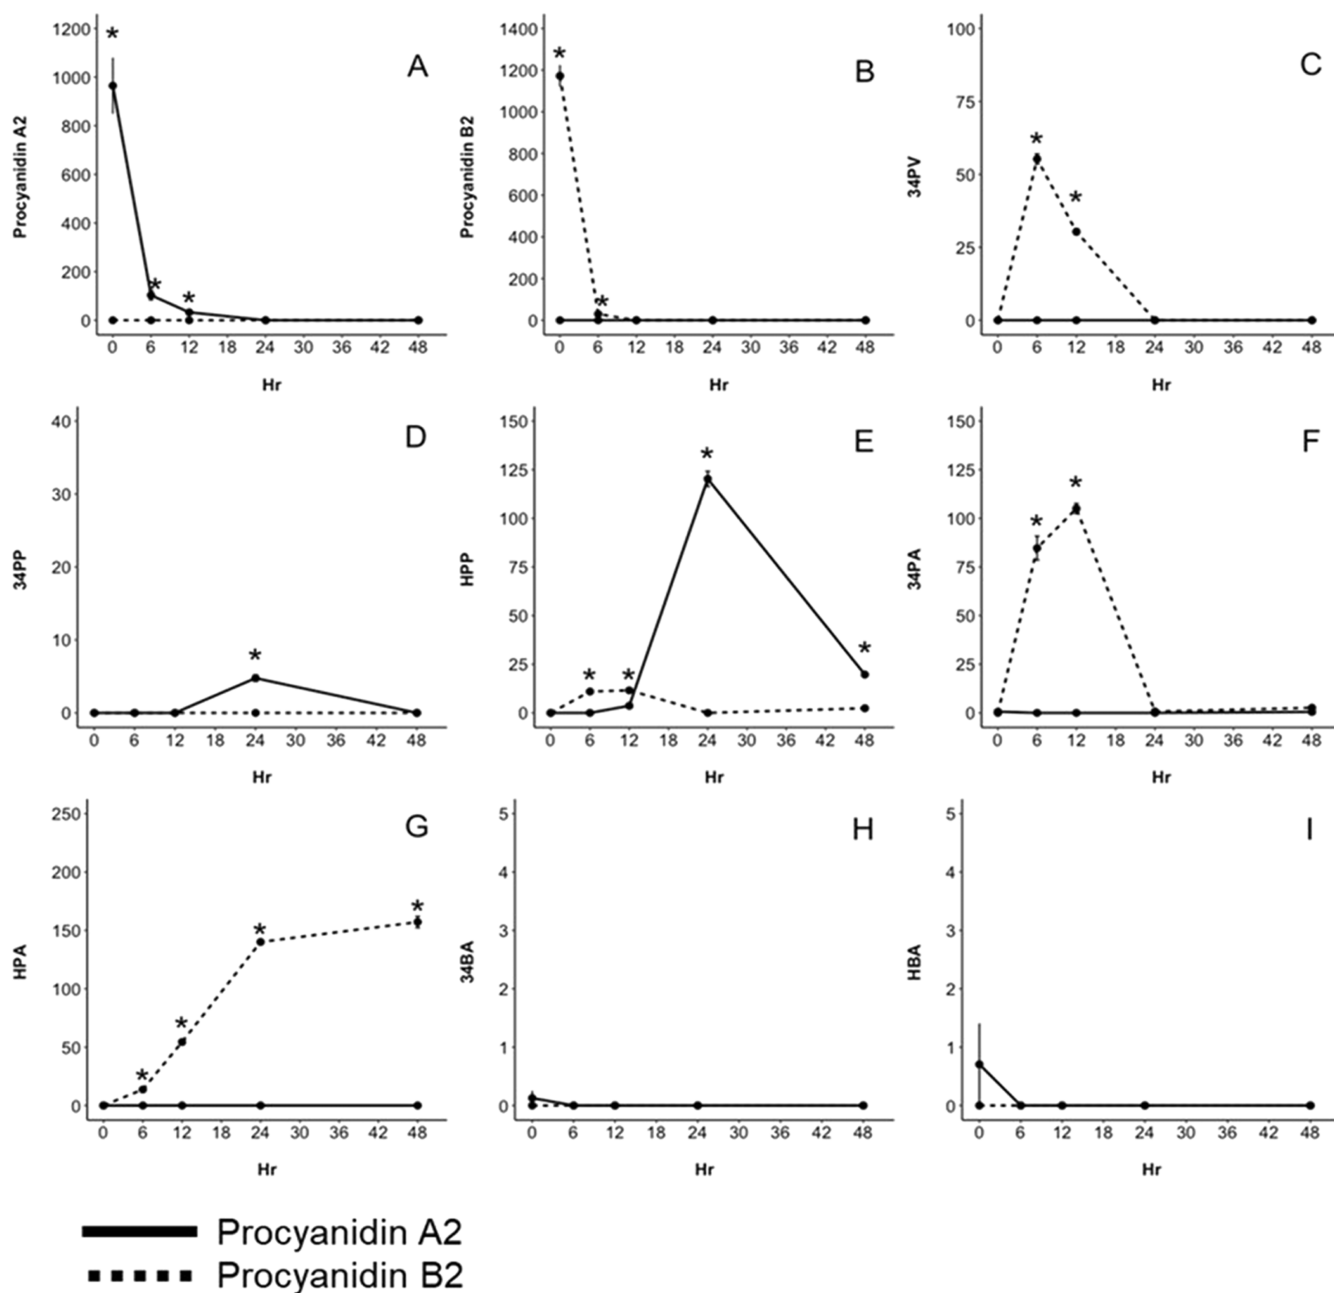 A
Procyanidin A2
1200
1000
800
600
400
200
0
*
*
*
0 6 12 18 24 30 36 42 48
Hr
B
Procyanidin B2
1400
1200
1000
800
600
400
200
0
*
*
0 6 12 18 24 30 36 42 48
Hr
C
34PV
100
75
50
25
0
*
*
0 6 12 18 24 30 36 42 48
Hr
D
34PP
40
30
20
10
0
*
0 6 12 18 24 30 36 42 48
Hr
E
HPP
150
125
100
75
50
25
0
*
*
*
*
0 6 12 18 24 30 36 42 48
Hr
F
34PA
150
125
100
75
50
25
0
*
*
0 6 12 18 24 30 36 42 48
Hr
G
HPA
250
200
150
100
50
0
*
*
*
*
0 6 12 18 24 30 36 42 48
Hr
H
34BA
5
4
3
2
1
0
0 6 12 18 24 30 36 42 48
Hr
I
HBA
5
4
3
2
1
0
0 6 12 18 24 30 36 42 48
Hr
Procyanidin A2
Procyanidin B2